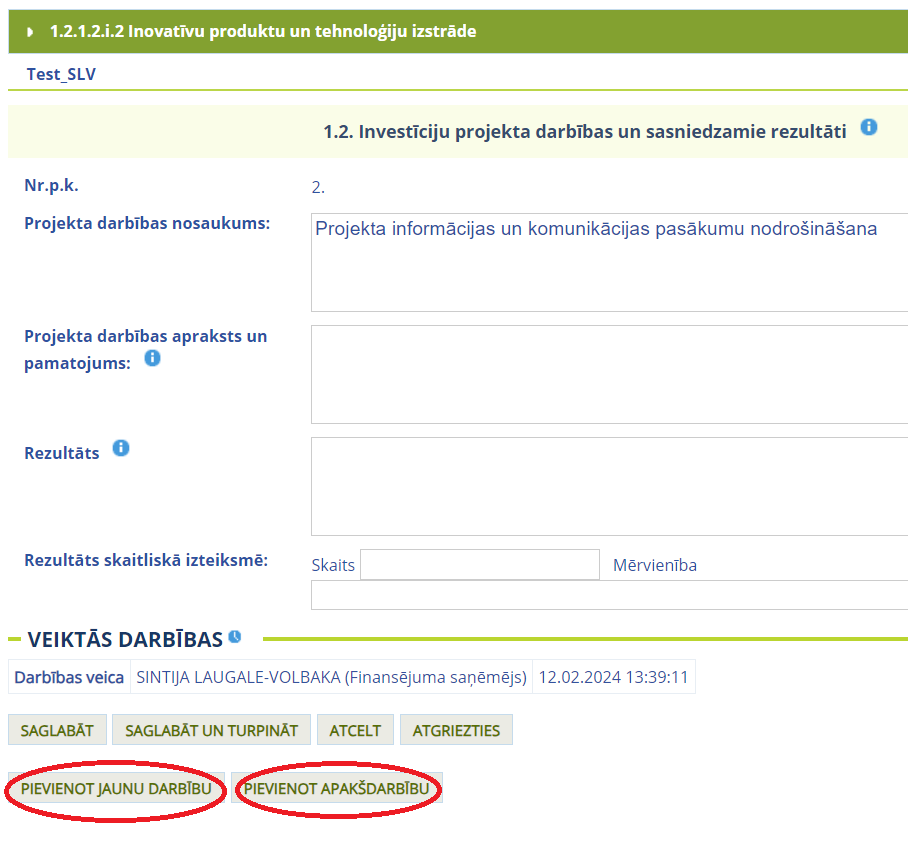 1.2.1.2.i.2 Inovatīvu produktu un tehnoloģiju izstrāde
Test_SLV
1.2. Investīciju projekta darbības un sasniedzamie rezultāti
Nr.p.k.
2.
Projekta darbības nosaukums:
Projekta informācijas un komunikācijas pasākumu nodrošināšana
Projekta darbības apraksts un
pamatojums:
Rezultāts
Rezultāts skaitliskā izteiksmē:
Skaits
Mērvienība
VEIKTĀS DARBĪBAS
Darbības veica SINTIJA LAUGALE-VOLBAKA (Finansējuma saņēmējs) 12.02.2024 13:39:11
SAGLABĀT SAGLABĀT UN TURPINĀT ATCELT ATGRIEZTIES
PIEVIENOT JAUNU DARBĪBU PIEVIENOT APAKŠDARBĪBU